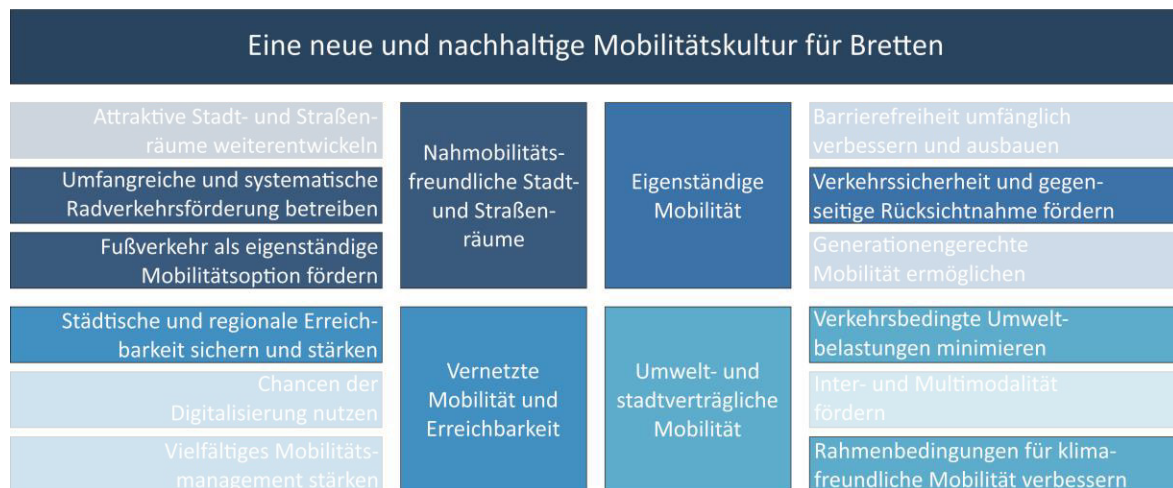 Eine neue und nachhaltige Mobilitätskultur für Bretten
Attraktive Stadt- und Straßen-
räume weiterentwickeln
Umfangreiche und systematische
Radverkehrsförderung betreiben
Fußverkehr als eigenständige
Mobilitätsoption fördern
Nahmobilitäts-
freundliche Stadt-
und Straßen-
räume
Eigenständige
Mobilität
Barrierefreiheit umfänglich
verbessern und ausbauen
Verkehrssicherheit und gegen-
seitige Rücksichtnahme fördern
Generationengerechte
Mobilität ermöglichen
Städtische und regionale Erreich-
barkeit sichern und stärken
Chancen der
Digitalisierung nutzen
Vielfältiges Mobilitäts-
management stärken
Vernetzte
Mobilität und
Erreichbarkeit
Umwelt- und
stadtverträgliche
Mobilität
Verkehrsbedingte Umwelt-
belastungen minimieren
Inter- und Multimodalität
fördern
Rahmenbedingungen für klima-
freundliche Mobilität verbessern